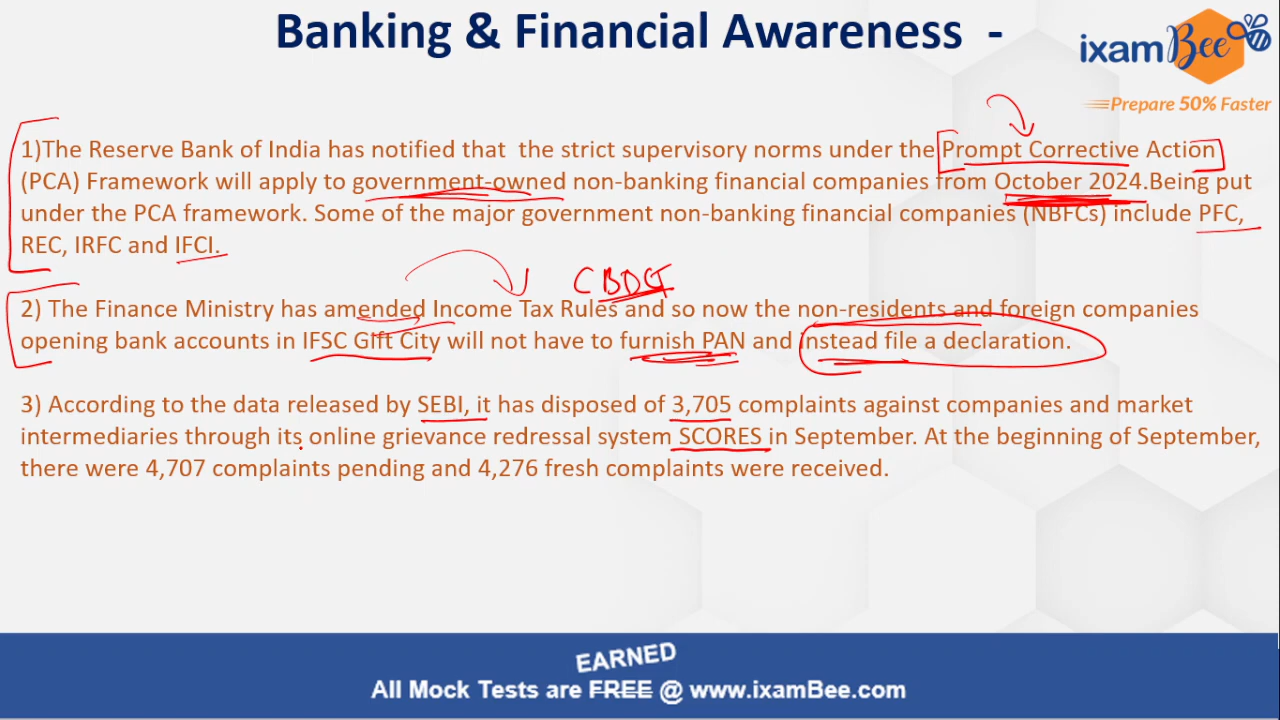 Banking & Financial Awareness -
ixamBee
Prepare 50% Faster
1)The Reserve Bank of India has notified that the strict supervisory norms under the Prompt Corrective Action
(PCA) Framework will apply to government-owned non-banking financial companies from October 2024.Being put
under the PCA framework. Some of the major government non-banking financial companies (NBFCs) include PFC,
REC, IRFC and IFCI.
CBDT
2) The Finance Ministry has amended Income Tax Rules and so now the non-residents and foreign companies
opening bank accounts in IFSC Gift City will not have to furnish PAN and instead file a declaration.
3) According to the data released by SEBI, it has disposed of 3,705 complaints against companies and market
intermediaries through its online grievance redressal system SCORES in September. At the beginning of September,
there were 4,707 complaints pending and 4,276 fresh complaints were received.
EARNED
All Mock Tests are FREE @ www.ixamBee.com